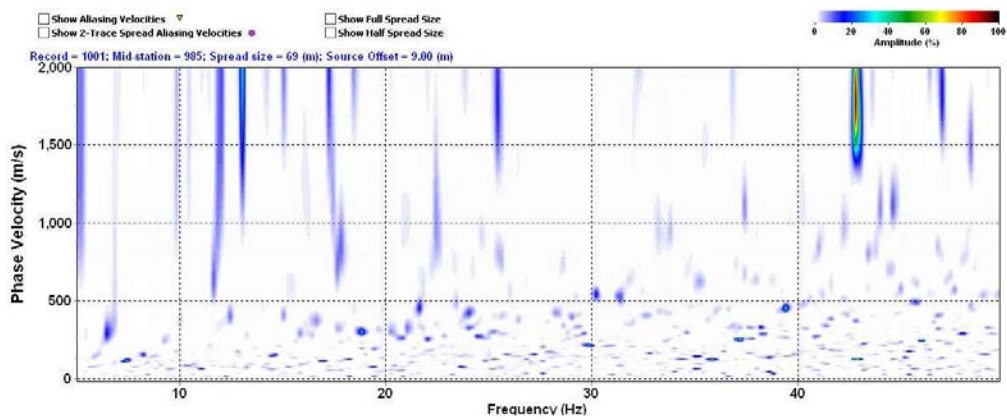 Show Aliasing Velocities
Show 2-Trace Spread Aliasing Velocities
Show Full Spread Size
Show Half Spread Size
0 20 40 60 80 100
Amplitude (%)
Record = 1001; Mid-station = 985; Spread size = 69 (m); Source Offset = 9.00 (m)
Phase Velocity (m/s)
2,000
1,500
1,000
500
0
10 20 30 40
Frequency (Hz)